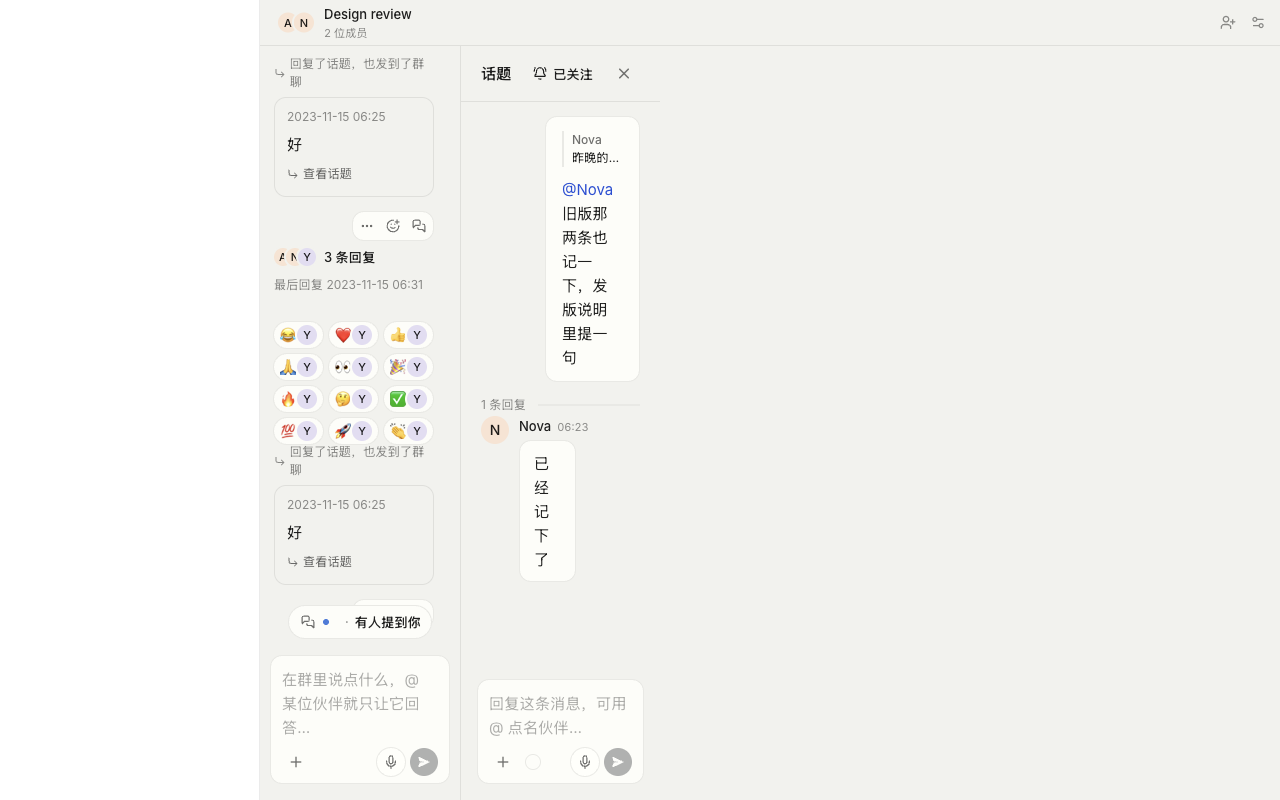 A N
Design review
2 位成员
回复了话题，也发到了群
聊
2023-11-15 06:25
好
查看话题
A N Y 3 条回复
最后回复 2023-11-15 06:31
😂 Y ❤️ Y 👍 Y
🙏 Y 👀 Y 🎉 Y
🔥 Y 🤔 Y ✅ Y
💯 Y 🚀 Y 👏 Y
回复了话题，也发到了群
聊
2023-11-15 06:25
好
查看话题
· 有人提到你
在群里说点什么，@
某位伙伴就只让它回
答...
话题 已关注
Nova
昨晚的...
@Nova
旧版那
两条也
记一
下，发
版说明
里提一
句
1 条回复
N Nova 06:23
已
经
记
下
了
回复这条消息，可用
@ 点名伙伴...